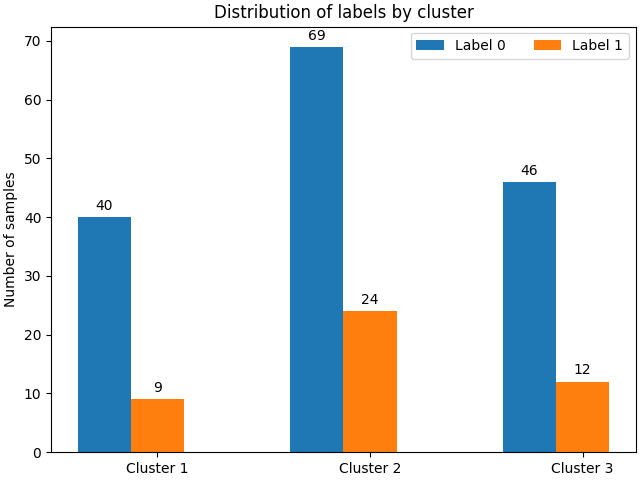 Distribution of labels by cluster
Label 0
Label 1
Number of samples
70
60
50
40
30
20
10
0
40
9
69
24
46
12
Cluster 1
Cluster 2
Cluster 3